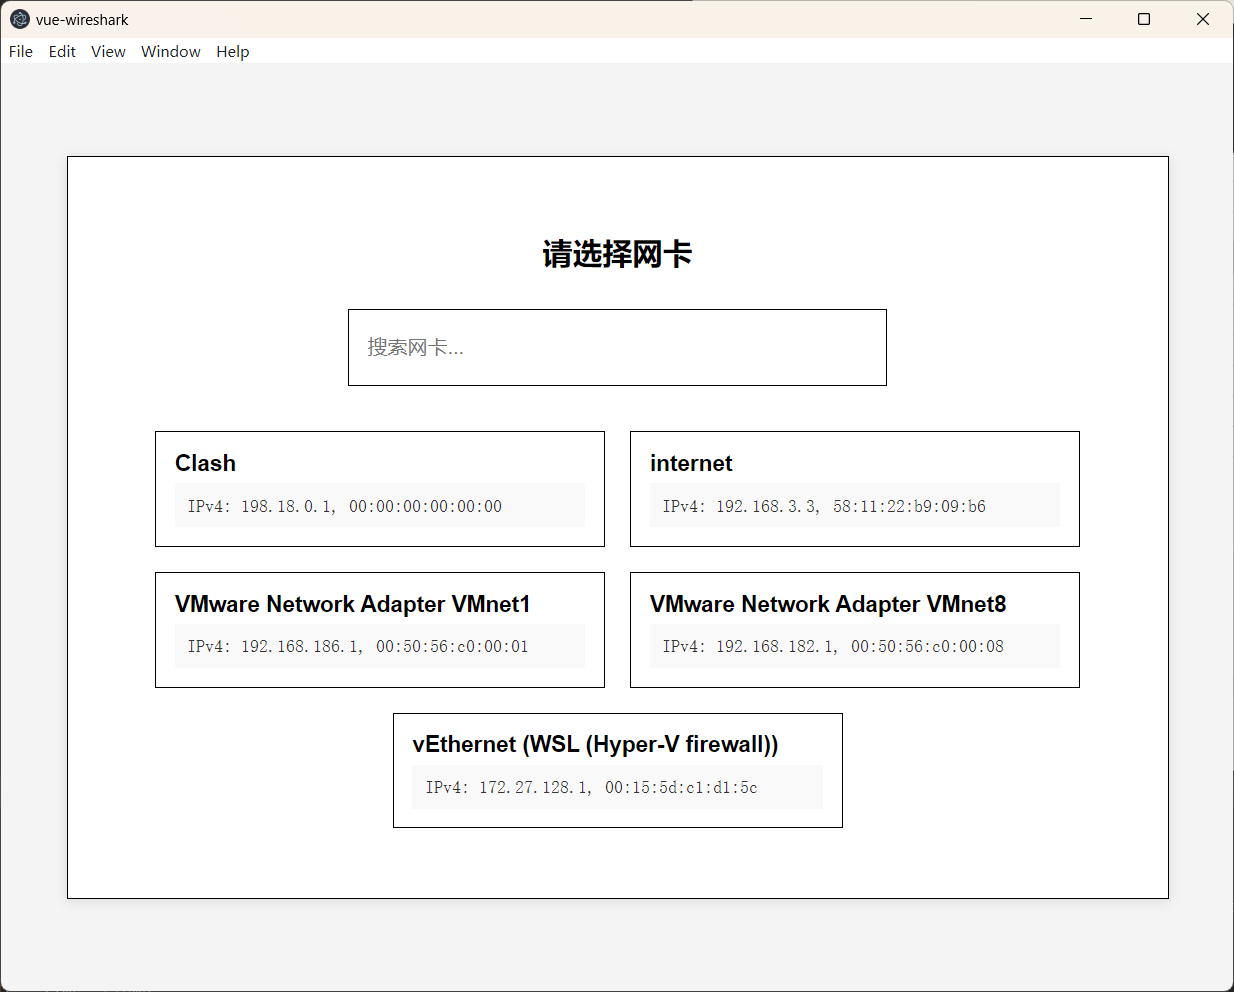 vue-wireshark
File Edit View Window Help
请选择网卡
搜索网卡...
Clash
IPv4: 198.18.0.1, 00:00:00:00:00:00
internet
IPv4: 192.168.3.3, 58:11:22:b9:09:b6
VMware Network Adapter VMnet1
IPv4: 192.168.186.1, 00:50:56:c0:00:01
VMware Network Adapter VMnet8
IPv4: 192.168.182.1, 00:50:56:c0:00:08
vEthernet (WSL (Hyper-V firewall))
IPv4: 172.27.128.1, 00:15:5d:c1:d1:5c